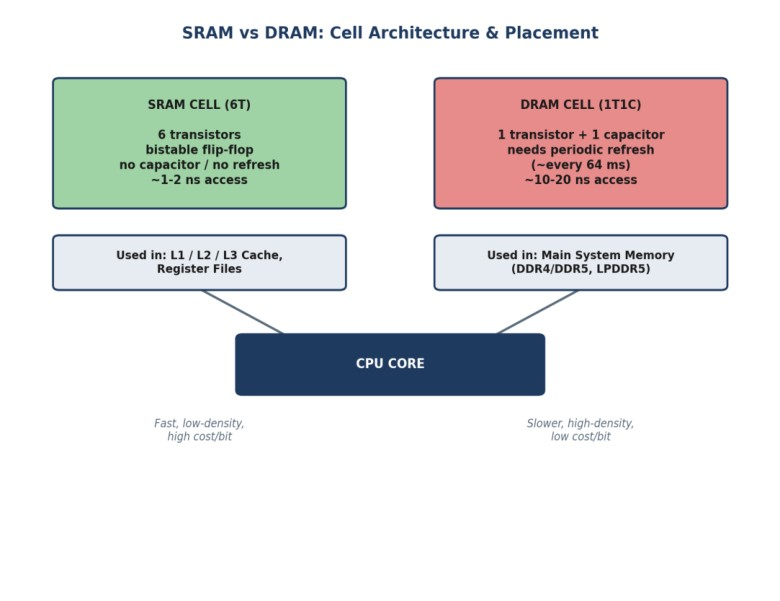 SRAM vs DRAM: Cell Architecture & Placement
SRAM CELL (6T)
6 transistors
bistable flip-flop
no capacitor / no refresh
~1-2 ns access
DRAM CELL (1T1C)
1 transistor + 1 capacitor
needs periodic refresh
(~every 64 ms)
~10-20 ns access
Used in: L1 / L2 / L3 Cache,
Register Files
Used in: Main System Memory
(DDR4/DDR5, LPDDR5)
CPU CORE
Fast, low-density,
high cost/bit
Slower, high-density,
low cost/bit